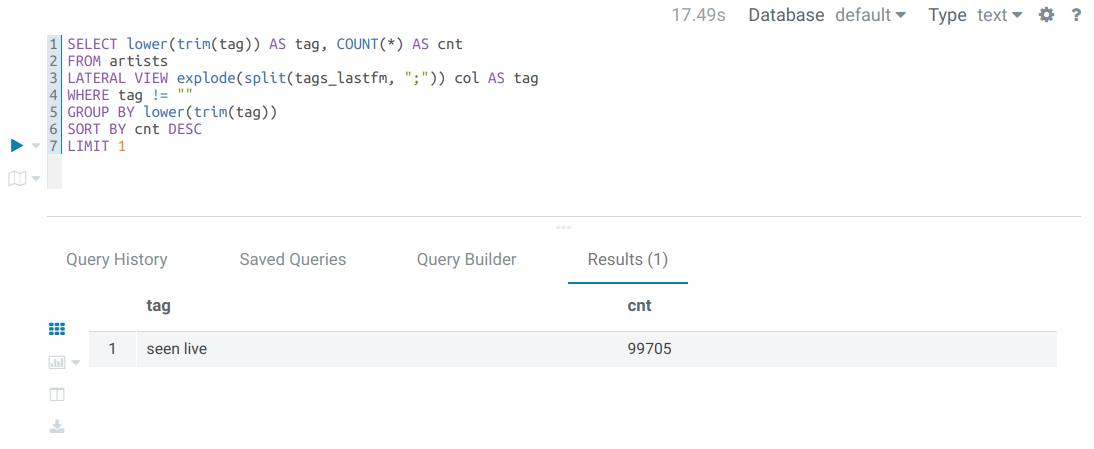 17.49s Database default Type text ?
1 SELECT lower(trim(tag)) AS tag, COUNT(*) AS cnt
2 FROM artists
3 LATERAL VIEW explode(split(tags_lastfm, ";")) col AS tag
4 WHERE tag != ""
5 GROUP BY lower(trim(tag))
6 SORT BY cnt DESC
7 LIMIT 1
Query History Saved Queries Query Builder Results (1)
tag cnt
1 seen live 99705